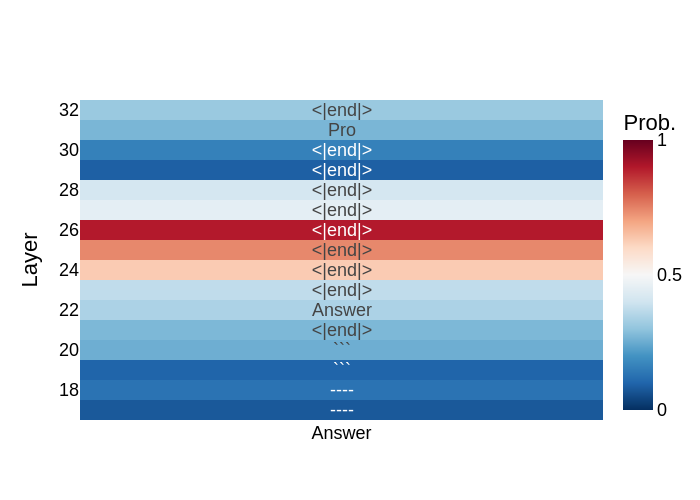 Prob.
32
<|end|>
Pro
1
30
<|end|>
<|end|>
28
<|end|>
<|end|>
26
<|end|>
<|end|>
24
<|end|>
0.5
<|end|>
22
Answer
<|end|>
20
```
```
18
----
----
0
Layer
Answer